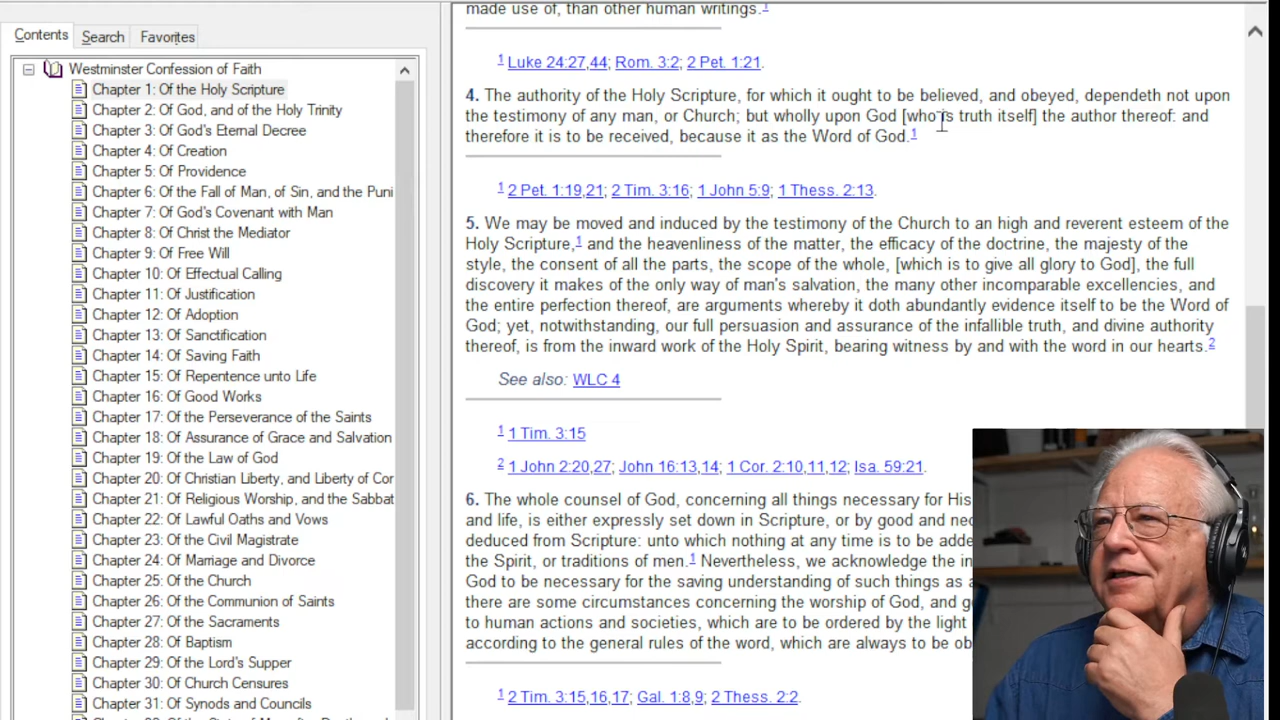 Contents Search Favorites
Westminster Confession of Faith
Chapter 1: Of the Holy Scripture
Chapter 2: Of God, and of the Holy Trinity
Chapter 3: Of God's Eternal Decree
Chapter 4: Of Creation
Chapter 5: Of Providence
Chapter 6: Of the Fall of Man, of Sin, and the Puni
Chapter 7: Of God's Covenant with Man
Chapter 8: Of Christ the Mediator
Chapter 9: Of Free Will
Chapter 10: Of Effectual Calling
Chapter 11: Of Justification
Chapter 12: Of Adoption
Chapter 13: Of Sanctification
Chapter 14: Of Saving Faith
Chapter 15: Of Repentence unto Life
Chapter 16: Of Good Works
Chapter 17: Of the Perseverance of the Saints
Chapter 18: Of Assurance of Grace and Salvation
Chapter 19: Of the Law of God
Chapter 20: Of Christian Liberty, and Liberty of Cor
Chapter 21: Of Religious Worship, and the Sabbat
Chapter 22: Of Lawful Oaths and Vows
Chapter 23: Of the Civil Magistrate
Chapter 24: Of Marriage and Divorce
Chapter 25: Of the Church
Chapter 26: Of the Communion of Saints
Chapter 27: Of the Sacraments
Chapter 28: Of Baptism
Chapter 29: Of the Lord's Supper
Chapter 30: Of Church Censures
Chapter 31: Of Synods and Councils
made use of, than other human writings.1
1 Luke 24:27,44; Rom. 3:2; 2 Pet. 1:21.
4. The authority of the Holy Scripture, for which it ought to be believed, and obeyed, dependeth not upon
the testimony of any man, or Church; but wholly upon God [who is truth itself] the author thereof: and
therefore it is to be received, because it as the Word of God.1
1 2 Pet. 1:19,21; 2 Tim. 3:16; 1 John 5:9; 1 Thess. 2:13.
5. We may be moved and induced by the testimony of the Church to an high and reverent esteem of the
Holy Scripture,1 and the heavenliness of the matter, the efficacy of the doctrine, the majesty of the
style, the consent of all the parts, the scope of the whole, [which is to give all glory to God], the full
discovery it makes of the only way of man's salvation, the many other incomparable excellencies, and
the entire perfection thereof, are arguments whereby it doth abundantly evidence itself to be the Word of
God; yet, notwithstanding, our full persuasion and assurance of the infallible truth, and divine authority
thereof, is from the inward work of the Holy Spirit, bearing witness by and with the word in our hearts.2
See also: WLC 4
1 1 Tim. 3:15
2 1 John 2:20,27; John 16:13,14; 1 Cor. 2:10,11,12; Isa. 59:21.
6. The whole counsel of God, concerning all things necessary for His
and life, is either expressly set down in Scripture, or by good and nec
deduced from Scripture: unto which nothing at any time is to be adde
the Spirit, or traditions of men.1 Nevertheless, we acknowledge the in
God to be necessary for the saving understanding of such things as a
there are some circumstances concerning the worship of God, and g
to human actions and societies, which are to be ordered by the light
according to the general rules of the word, which are always to be ob
1 2 Tim. 3:15,16,17; Gal. 1:8,9; 2 Thess. 2:2.